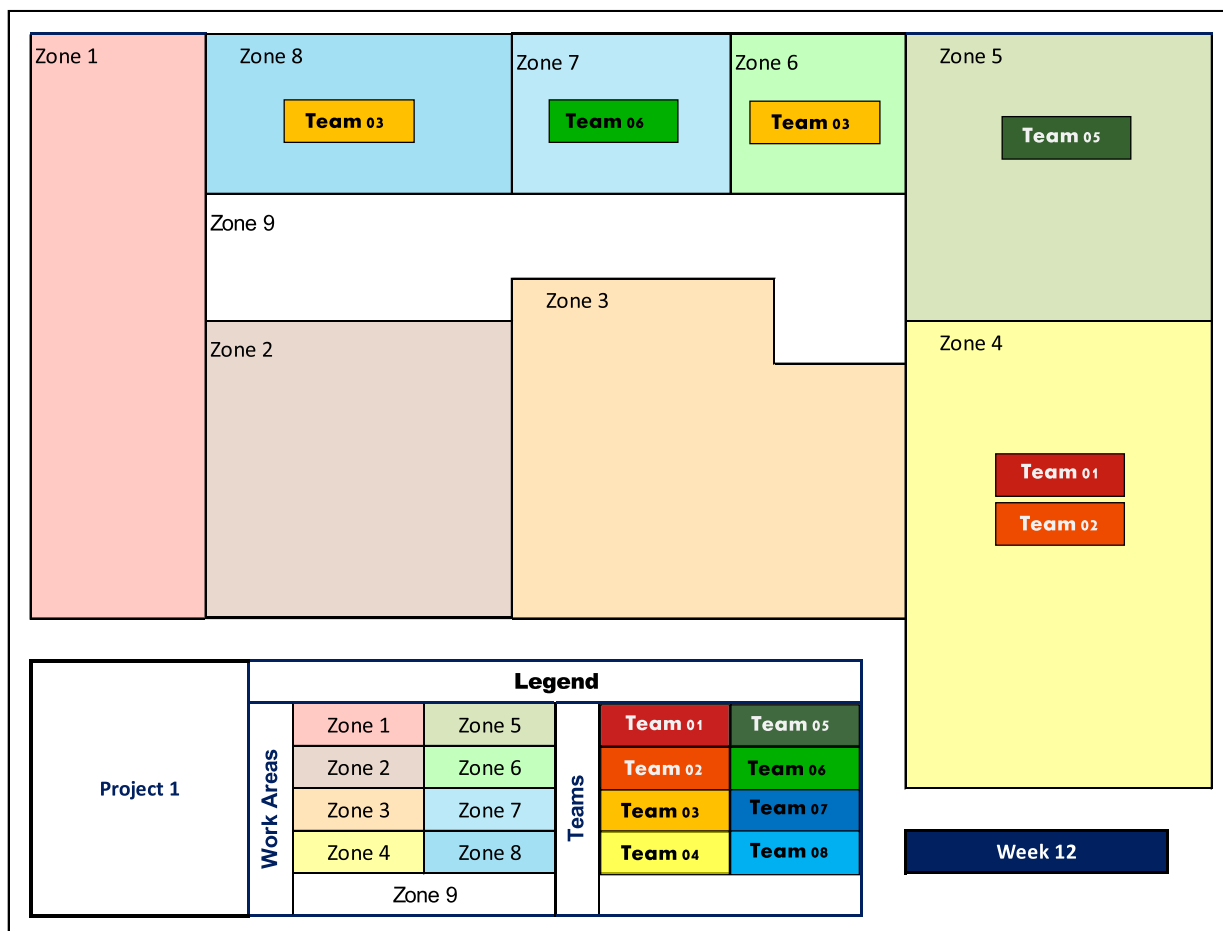 Zone 1
Zone 8
Zone 7
Zone 6
Zone 5
Team 03
Team 06
Team 03
Team 05
Zone 9
Zone 3
Zone 2
Zone 4
Team 01
Team 02
Legend
Project 1
Work Areas
Zone 1
Zone 5
Zone 2
Zone 6
Zone 3
Zone 7
Zone 4
Zone 8
Zone 9
Teams
Team 01
Team 05
Team 02
Team 06
Team 03
Team 07
Team 04
Team 08
Week 12